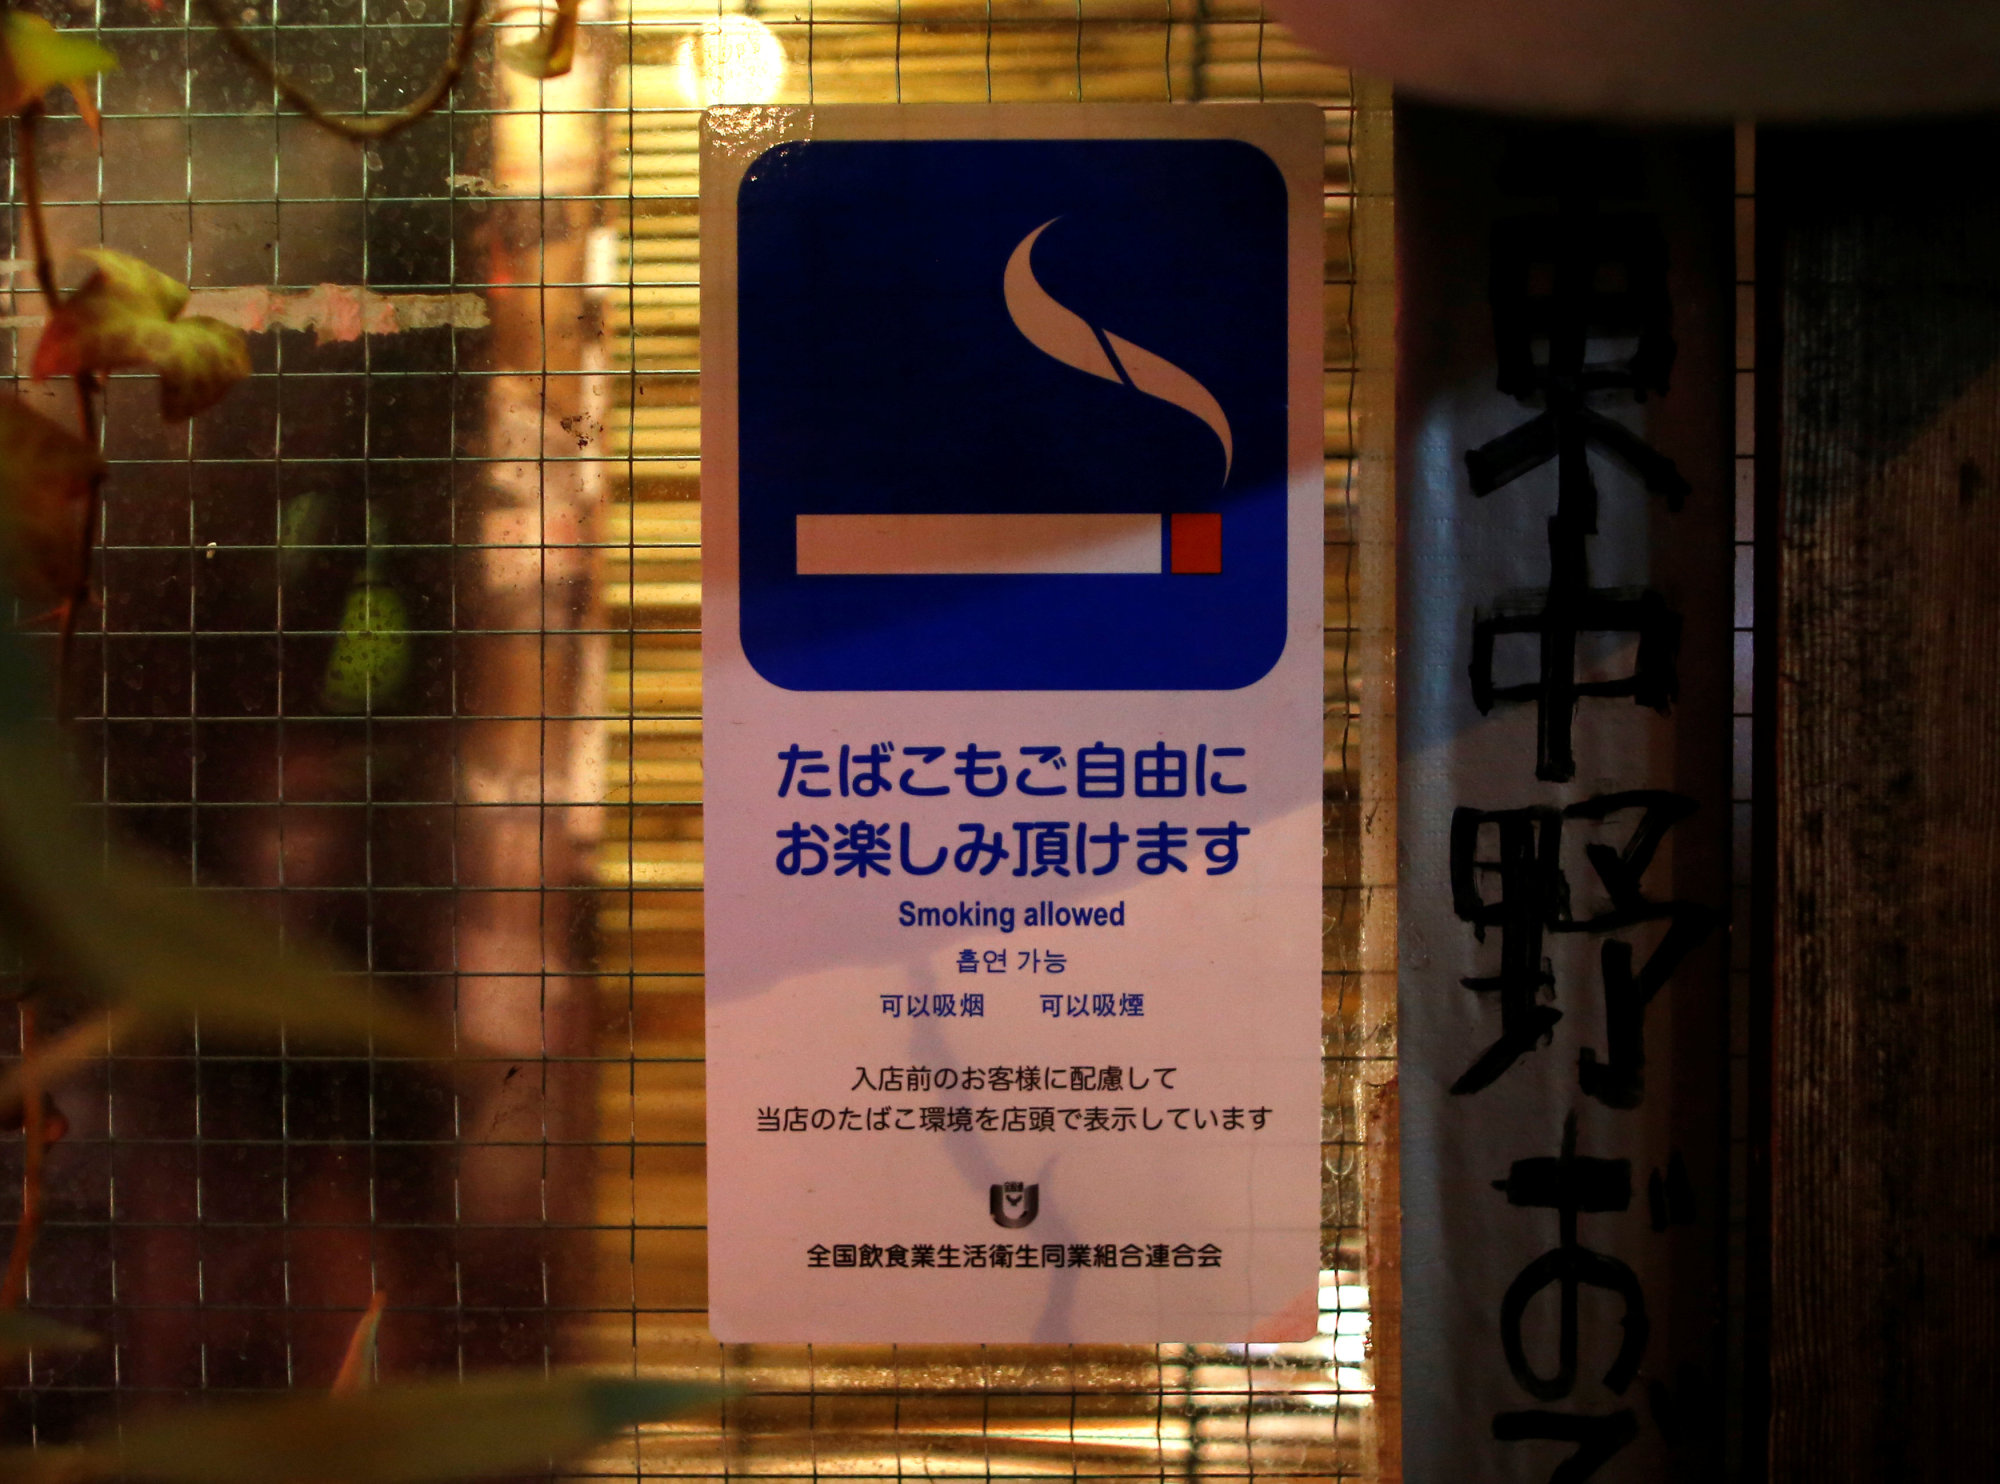 たばこもご自由に
お楽しみ頂けます
Smoking allowed
흡연 가능
可以吸烟　可以吸煙
入店前のお客様に配慮して
当店のたばこ環境を店頭で表示しています
全国飲食業生活衛生同業組合連合会
東中野お